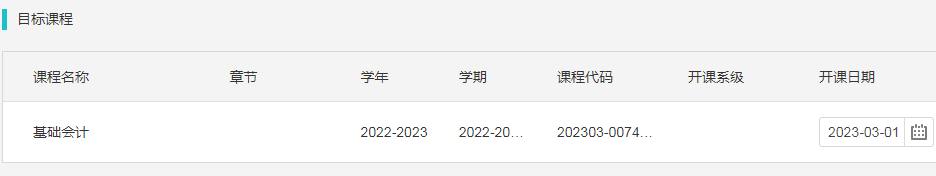 目标课程
课程名称 章节 学年 学期 课程代码 开课系级 开课日期
基础会计 2022-2023 2022-20... 202303-0074... 2023-03-01